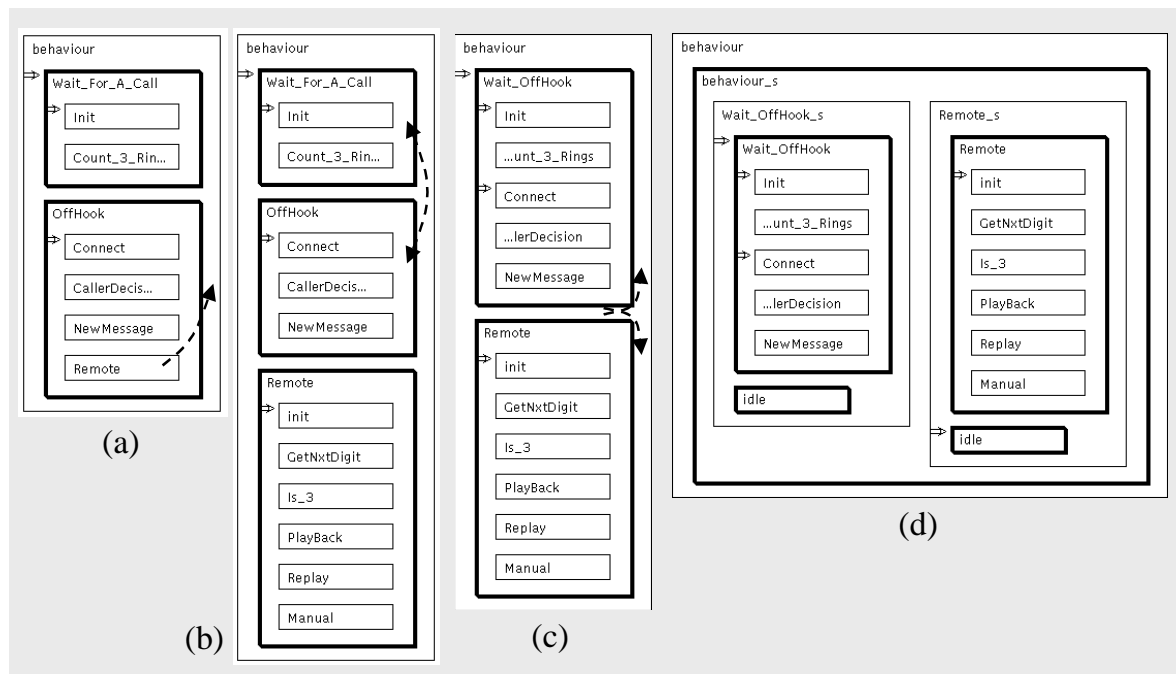 behaviour
Wait_For_A_Call
Init
Count_3_Rin...
OffHook
Connect
CallerDecis...
NewMessage
Remote
(a)
behaviour
Wait_For_A_Call
Init
Count_3_Rin...
OffHook
Connect
CallerDecis...
NewMessage
Remote
init
GetNxtDigit
Is_3
PlayBack
Replay
Manual
(b)
behaviour
Wait_OffHook
Init
...unt_3_Rings
Connect
...lerDecision
NewMessage
Remote
init
GetNxtDigit
Is_3
PlayBack
Replay
Manual
(c)
behaviour
behaviour_s
Wait_OffHook_s
Wait_OffHook
Init
...unt_3_Rings
Connect
...lerDecision
NewMessage
idle
Remote_s
Remote
init
GetNxtDigit
Is_3
PlayBack
Replay
Manual
idle
(d)